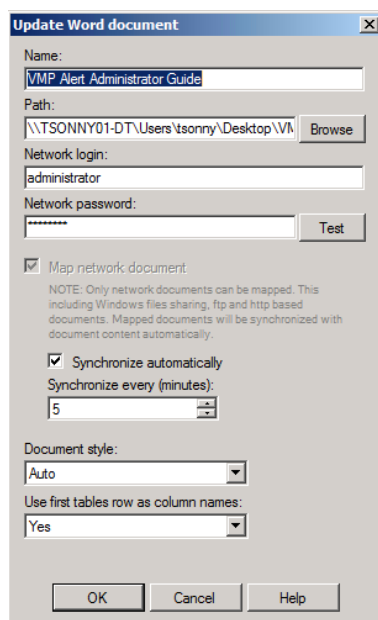 Update Word document
Name:
VMP Alert Administrator Guide
Path:
\\TSONNY01-DT\Users\tsonny\Desktop\VM
Browse
Network login:
administrator
Network password:
********
Test
Map network document
NOTE: Only network documents can be mapped. This
including Windows files sharing, ftp and http based
documents. Mapped documents will be synchronized with
document content automatically.
Synchronize automatically
Synchronize every (minutes):
5
Document style:
Auto
Use first tables row as column names:
Yes
OK
Cancel
Help